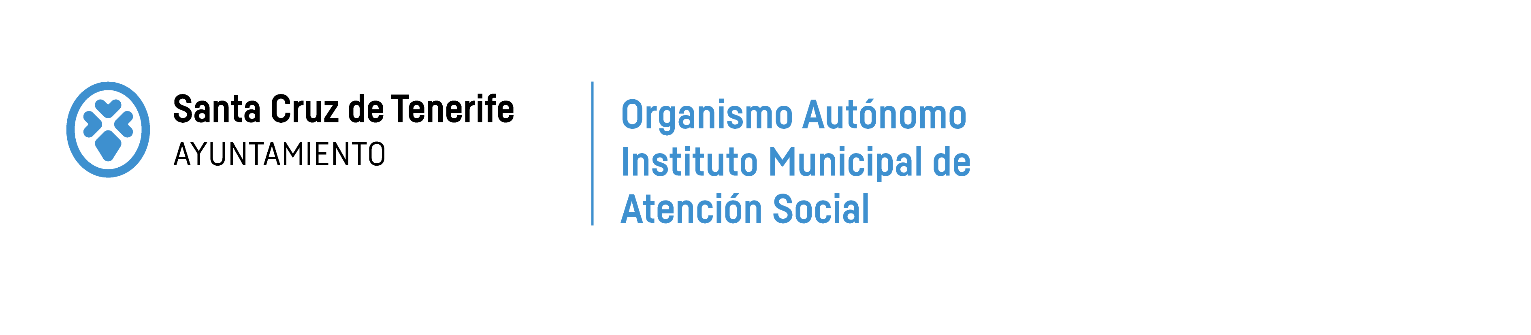 Santa Cruz de Tenerife
AYUNTAMIENTO
Organismo Autónomo
Instituto Municipal de
Atención Social